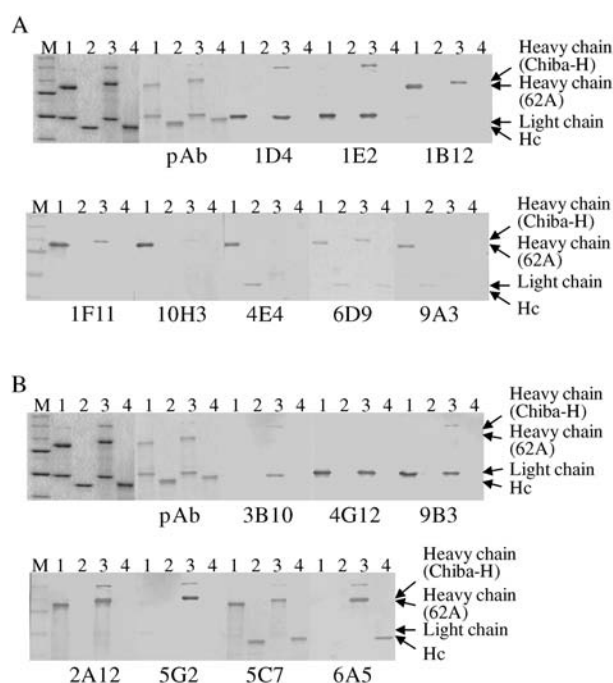 A
M 1 2 3 4 1 2 3 4 1 2 3 4 1 2 3 4 1 2 3 4
Heavy chain
(Chiba-H)
Heavy chain
(62A)
Light chain
Hc
pAb 1D4 1E2 1B12
M 1 2 3 4 1 2 3 4 1 2 3 4 1 2 3 4 1 2 3 4
Heavy chain
(Chiba-H)
Heavy chain
(62A)
Light chain
Hc
1F11 10H3 4E4 6D9 9A3
B
M 1 2 3 4 1 2 3 4 1 2 3 4 1 2 3 4 1 2 3 4
Heavy chain
(Chiba-H)
Heavy chain
(62A)
Light chain
Hc
pAb 3B10 4G12 9B3
M 1 2 3 4 1 2 3 4 1 2 3 4 1 2 3 4
Heavy chain
(Chiba-H)
Heavy chain
(62A)
Light chain
Hc
2A12 5G2 5C7 6A5